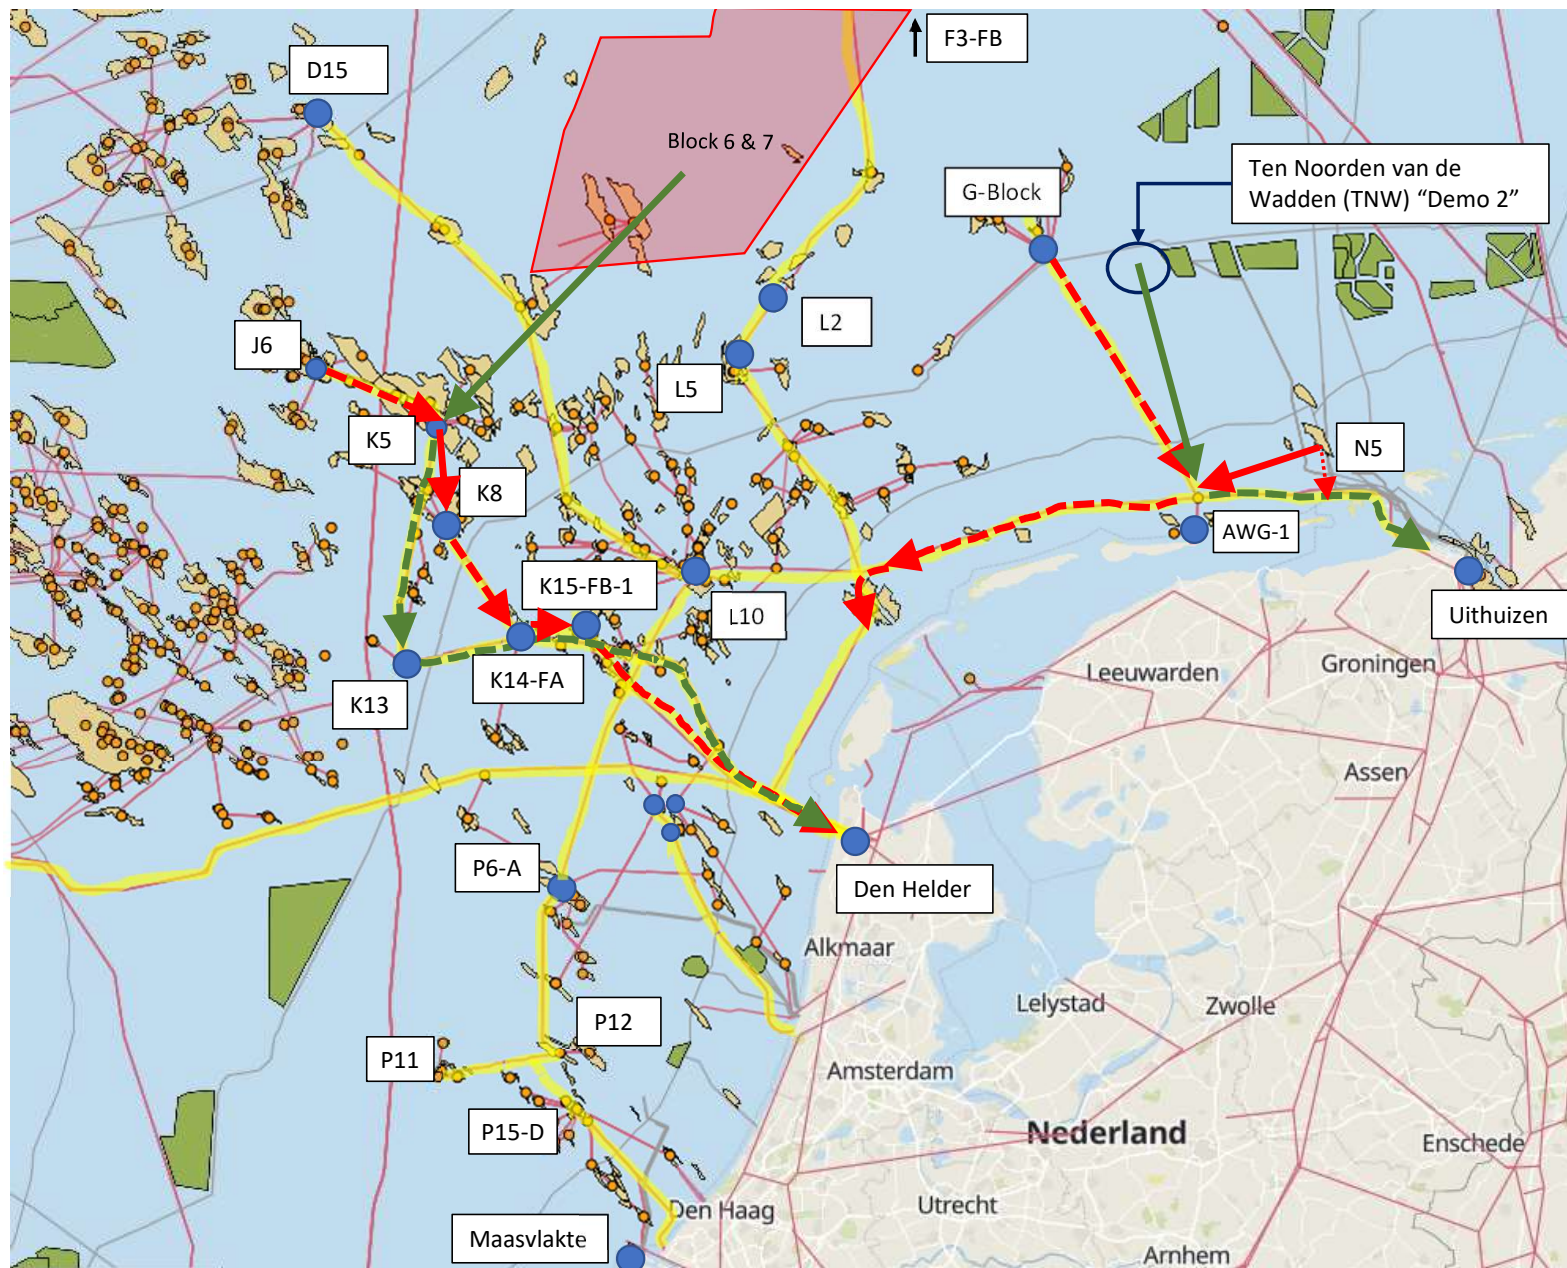 F3-FB
D15
Block 6 & 7
Ten Noorden van de
Wadden (TNW) “Demo 2”
G-Block
L2
J6
L5
K5
N5
K8
AWG-1
K15-FB-1
L10
Uithuizen
Groningen
Leeuwarden
K14-FA
K13
Assen
P6-A
Den Helder
Alkmaar
Lelystad
Zwolle
P12
P11
Amsterdam
P15-D
Nederland
Enschede
Den Haag
Utrecht
Maasvlakte
Arnhem